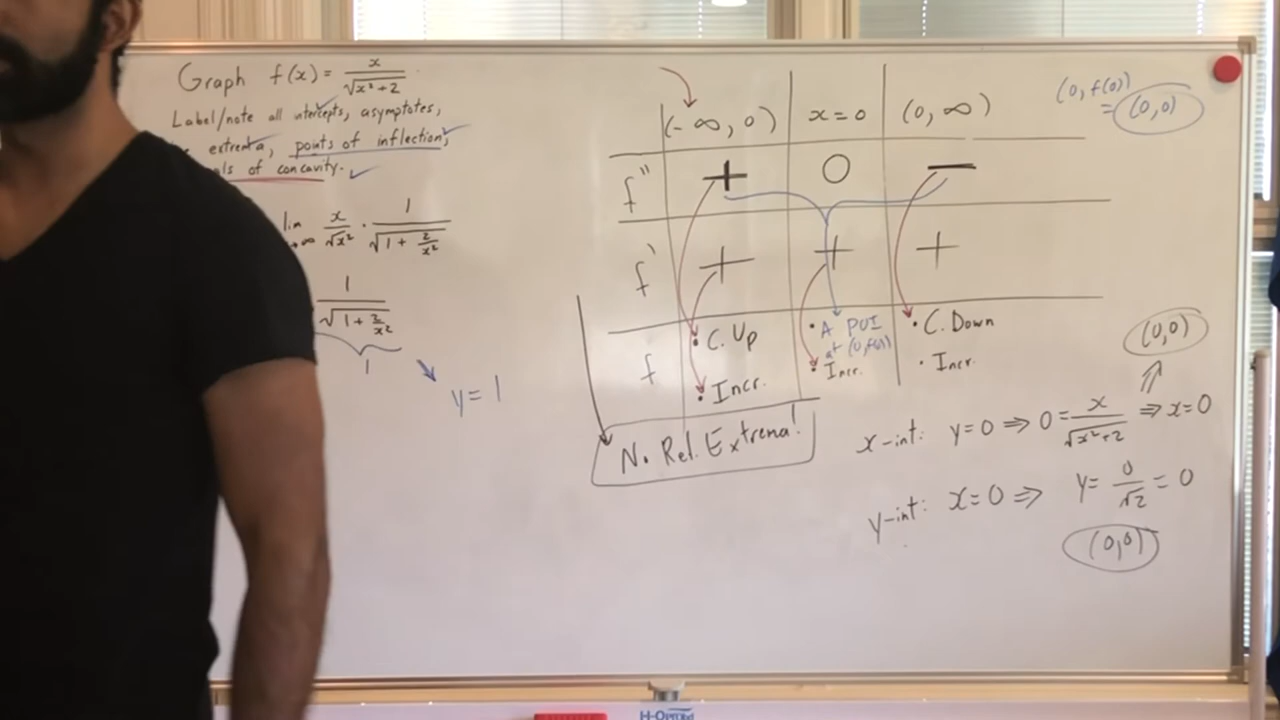 Graph f(x) = x/√(x²+2)
Label/note all intercepts, asymptotes,
extrema, points of inflection,
ls of concavity.
lim x/√x² · 1/√(1 + 2/x²)
→∞
1/√(1 + 2/x²)
1
y = 1
(-∞, 0) x = 0 (0, ∞)
f'' + 0 −
f' + + +
f
• C. Up
• Incr.
• A POI
at (0, f(0))
• Incr.
• C. Down
• Incr.
No Rel. Extrema!
(0, f(0))
= (0,0)
(0,0)
x-int: y=0 ⇒ 0 = x/√(x²+2) ⇒ x=0
y-int: x=0 ⇒ y = 0/√2 = 0
(0,0)